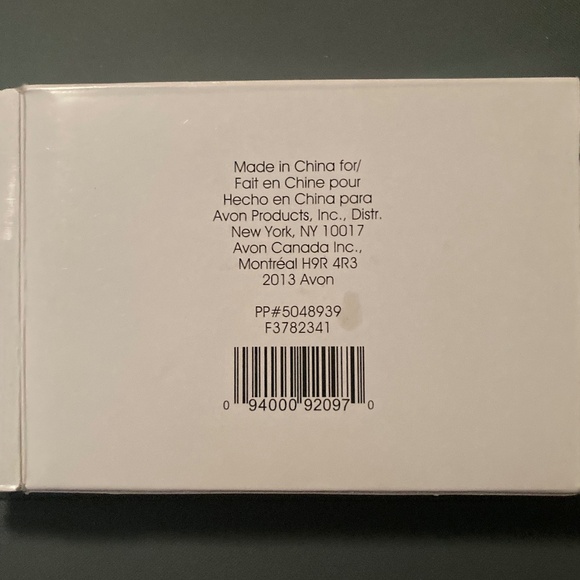 Made in China for/
Fait en Chine pour
Hecho en China para
Avon Products, Inc., Distr.
New York, NY 10017
Avon Canada Inc.,
Montréal H9R 4R3
2013 Avon
PP#5048939
F3782341
0 94000 92097 0